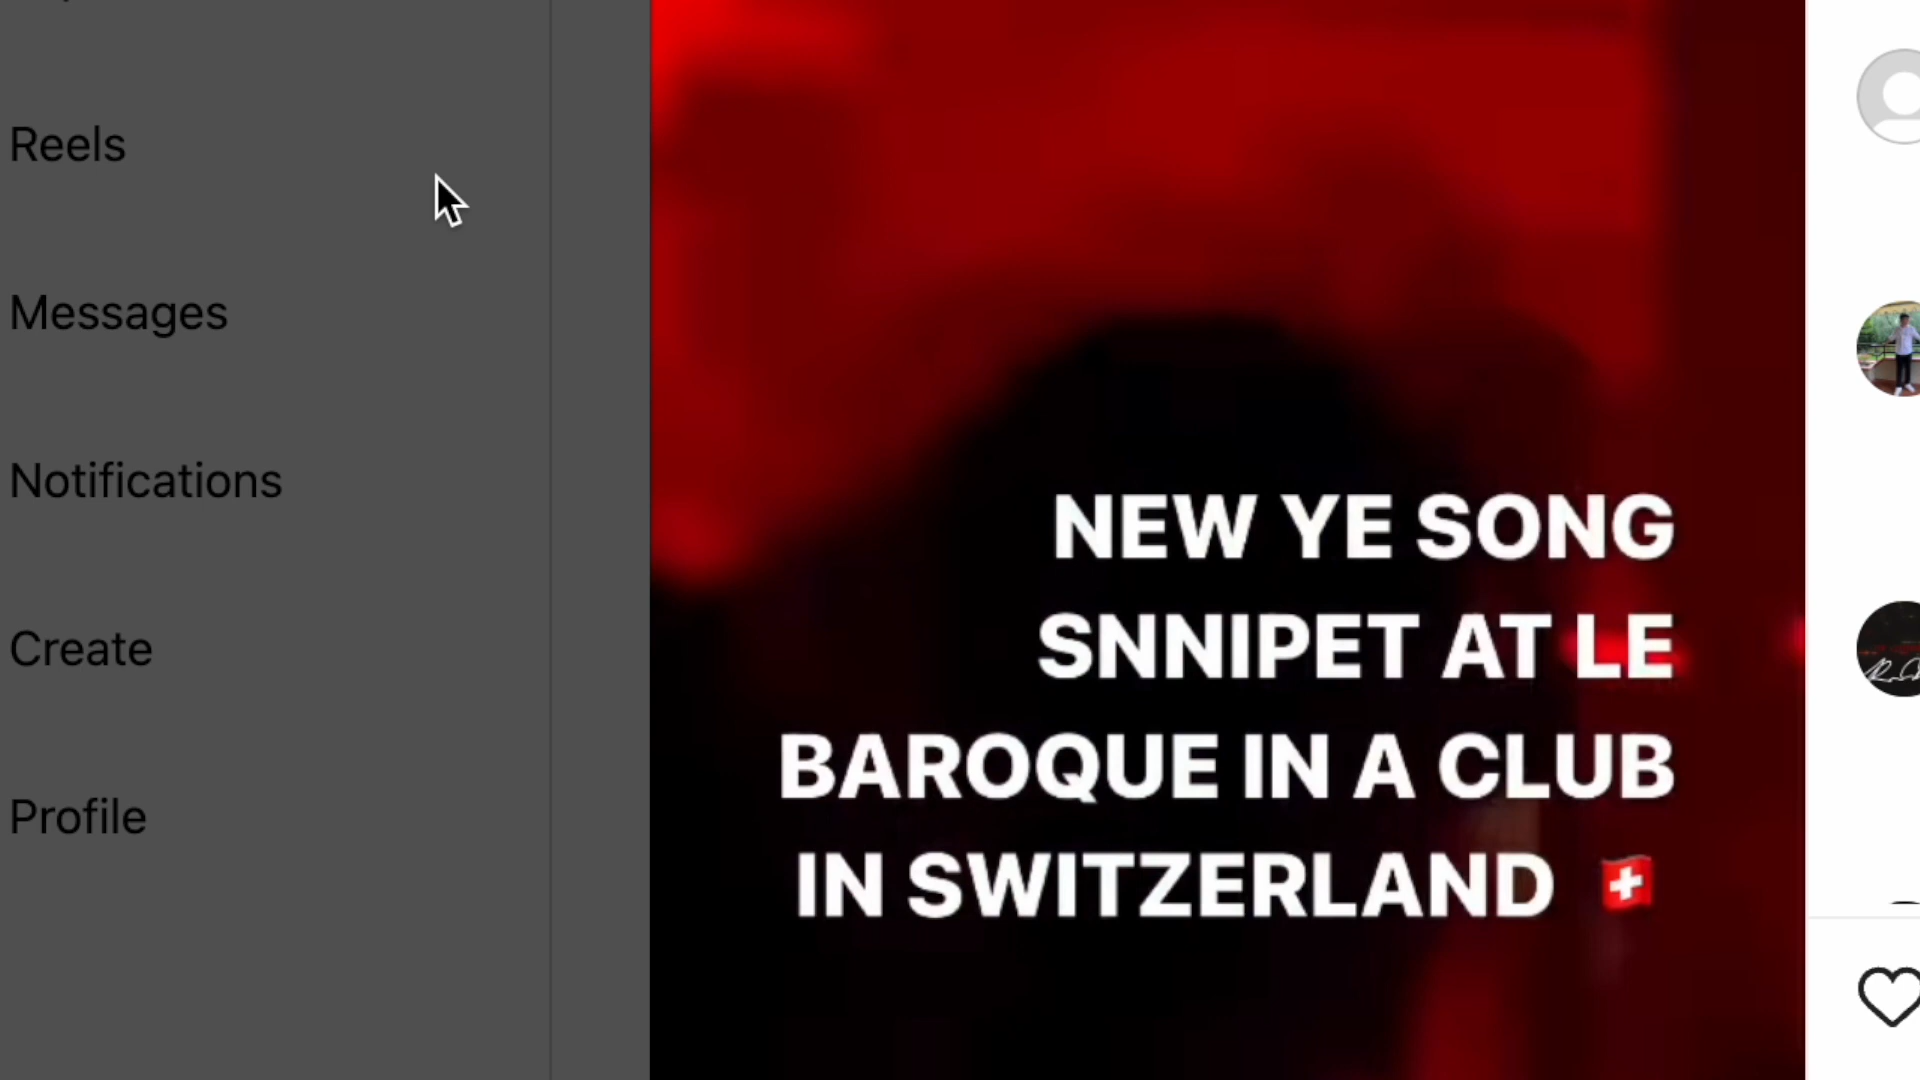 Reels
Messages
Notifications
Create
Profile
NEW YE SONG
SNNIPET AT LE
BAROQUE IN A CLUB
IN SWITZERLAND 🇨🇭